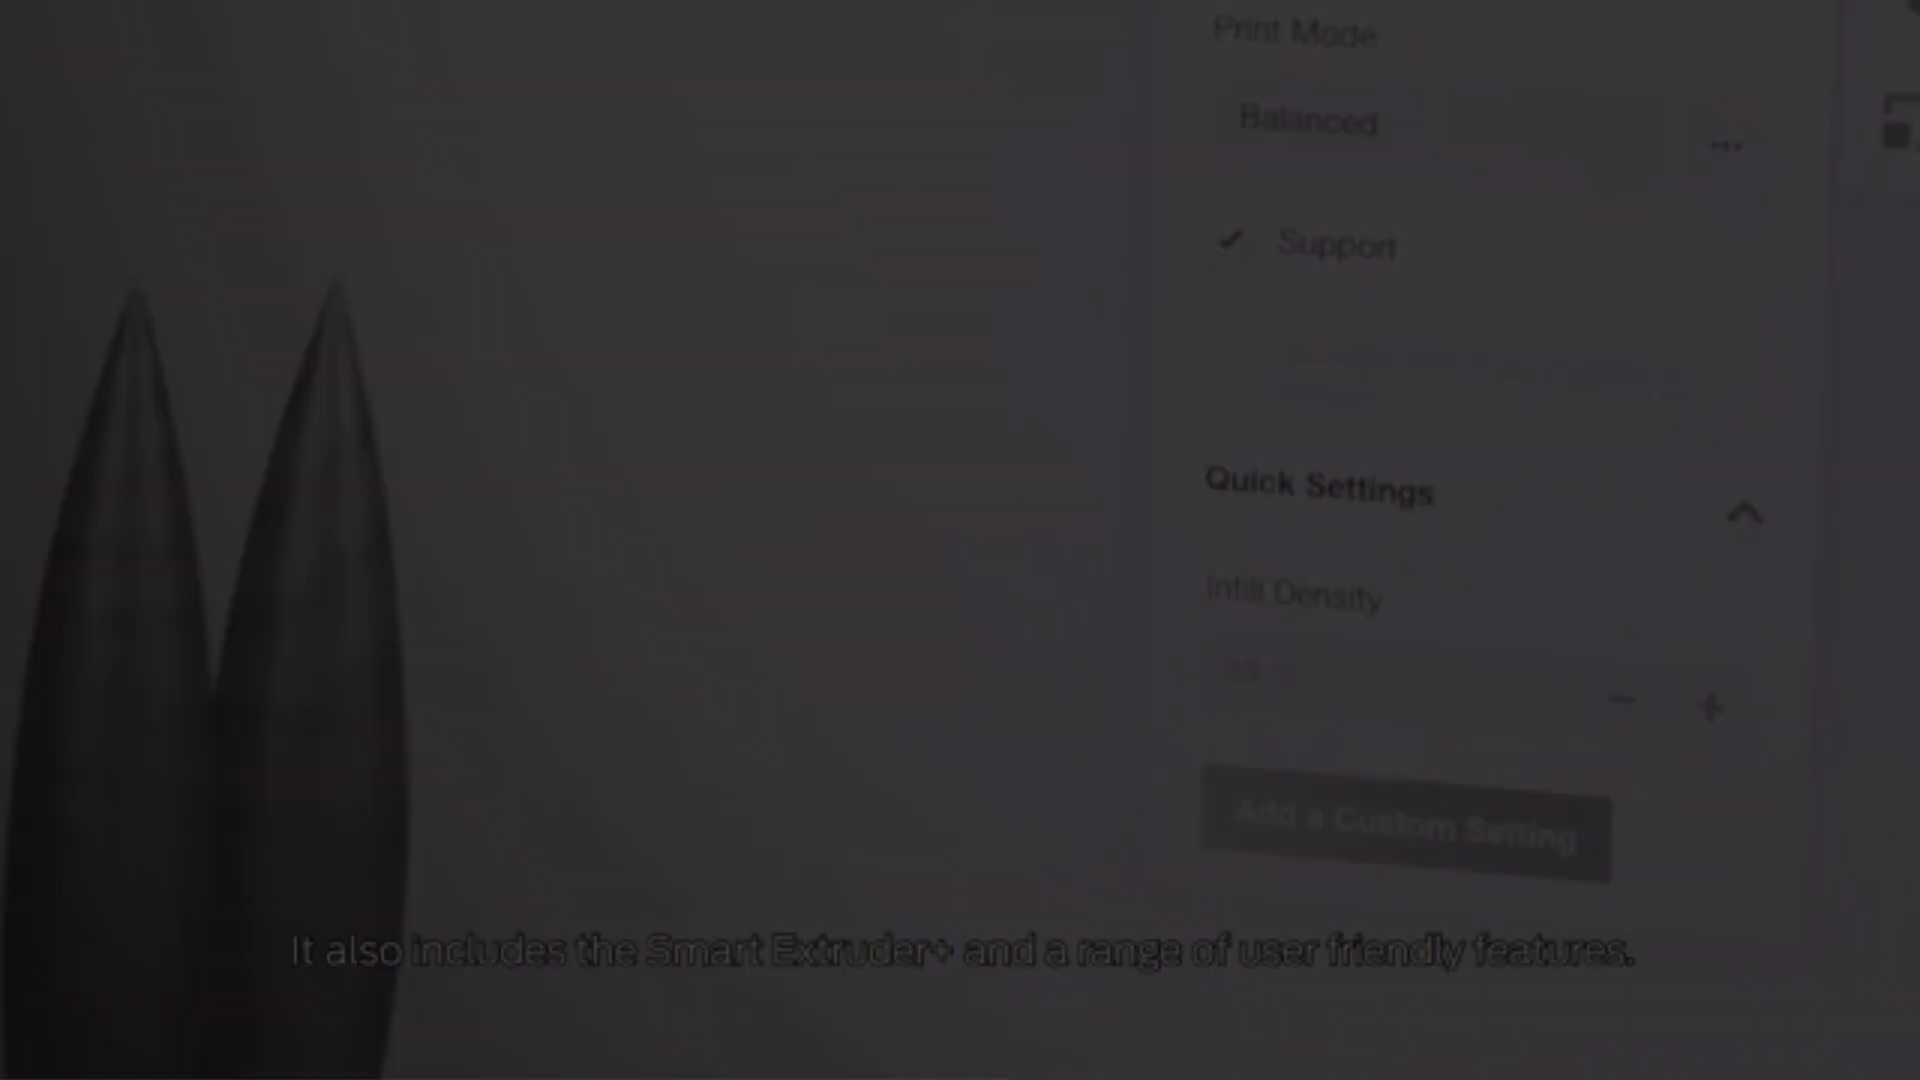 Print Mode
Balanced
Support
Quick Settings
Infill Density
Add a Custom Setting
It also includes the Smart Extruder+ and a range of user friendly features.